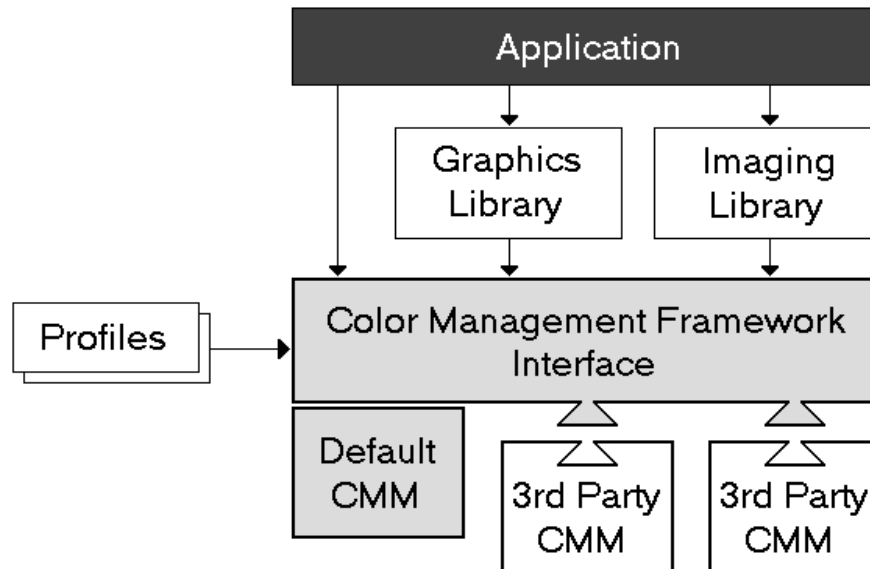 Application
Graphics
Library
Imaging
Library
Profiles
Color Management Framework
Interface
Default
CMM
3rd Party
CMM
3rd Party
CMM